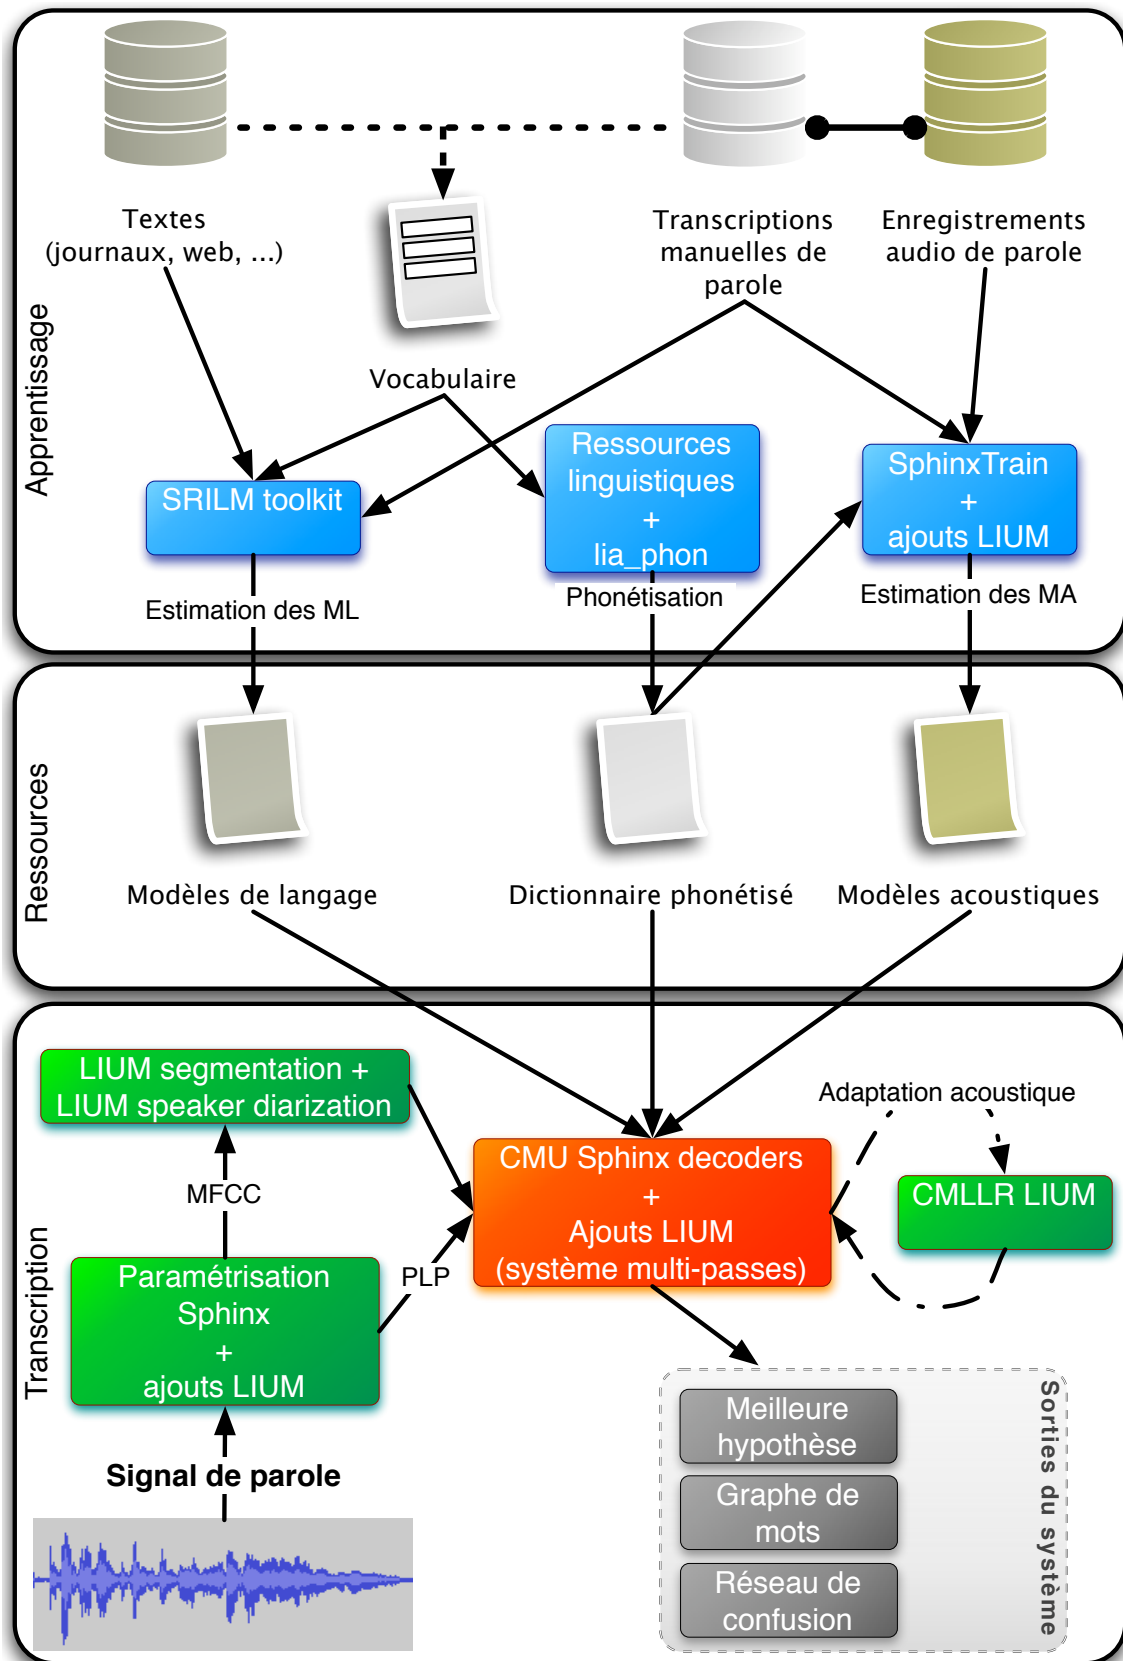 Apprentissage
Textes
(journaux, web, ...)
Transcriptions
manuelles de
parole
Enregistrements
audio de parole
Vocabulaire
SRILM toolkit
Ressources
linguistiques
+
lia_phon
SphinxTrain
+
ajouts LIUM
Estimation des ML
Phonétisation
Estimation des MA
Ressources
Modèles de langage
Dictionnaire phonétisé
Modèles acoustiques
Transcription
LIUM segmentation +
LIUM speaker diarization
MFCC
Paramétrisation
Sphinx
+
ajouts LIUM
PLP
Signal de parole
CMU Sphinx decoders
+
Ajouts LIUM
(système multi-passes)
Adaptation acoustique
CMLLR LIUM
Sorties du système
Meilleure
hypothèse
Graphe de
mots
Réseau de
confusion